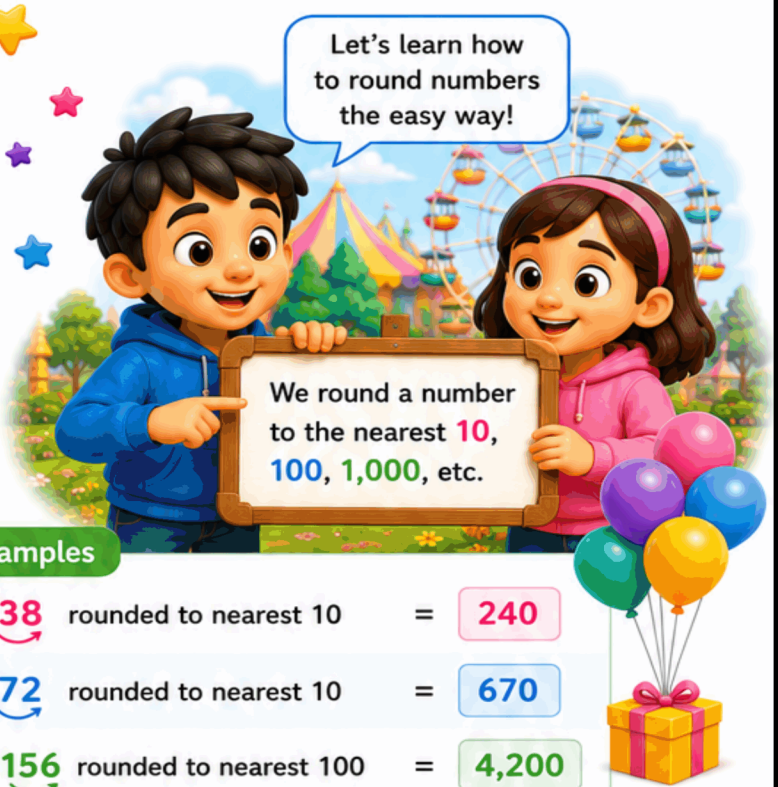 Let's learn how
to round numbers
the easy way!
We round a number
to the nearest 10,
100, 1,000, etc.
amples
38 rounded to nearest 10 = 240
72 rounded to nearest 10 = 670
156 rounded to nearest 100 = 4,200